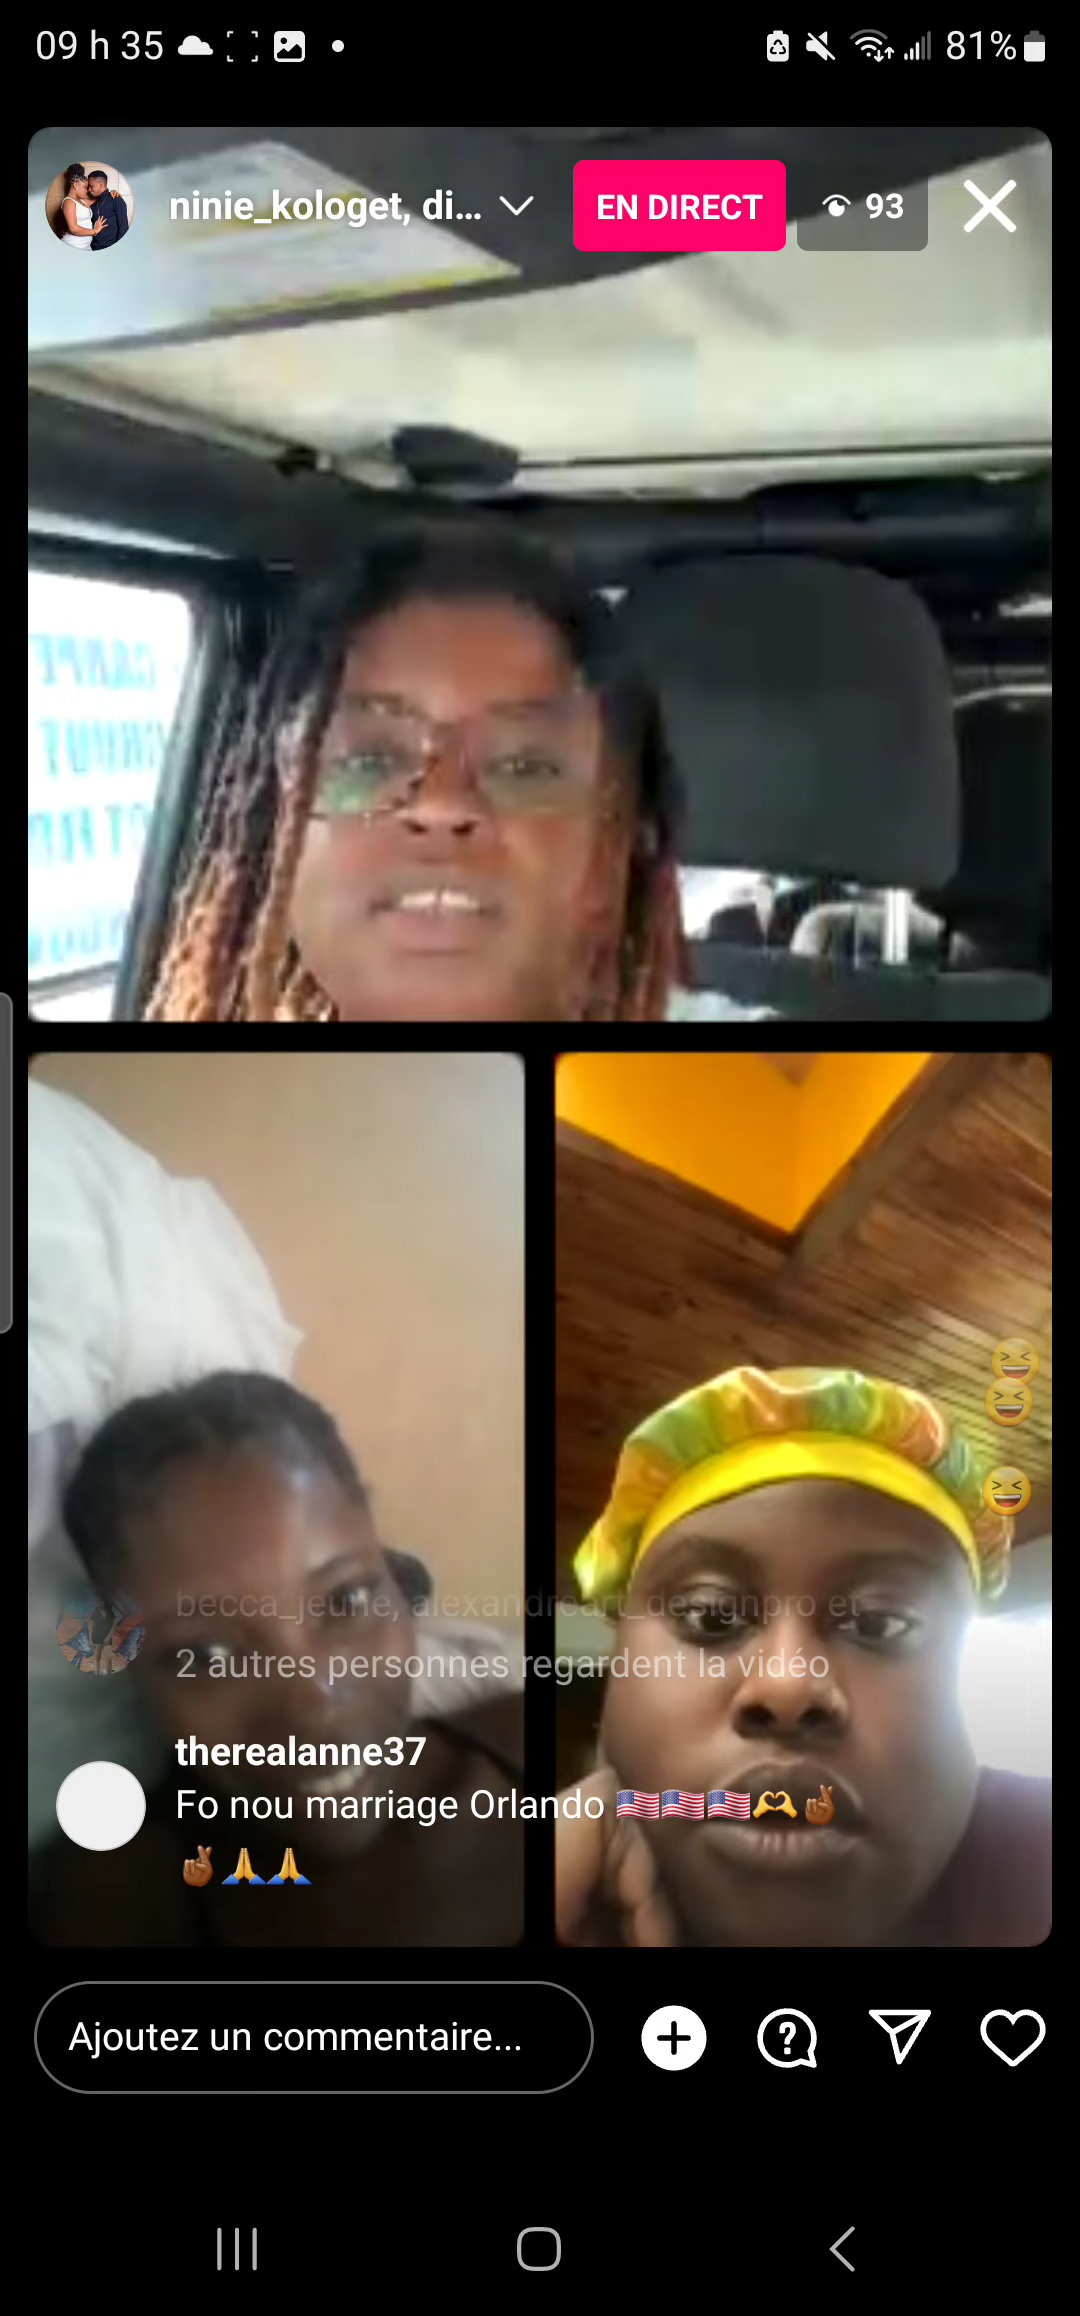 09 h 35
81%
ninie_kologet, di...
EN DIRECT
93
becca_jeune, alexandreart_designpro et
2 autres personnes regardent la vidéo
therealanne37
Fo nou marriage Orlando 🇺🇸🇺🇸🇺🇸🫶🤞🏾
🤞🏾🙏🙏
Ajoutez un commentaire...